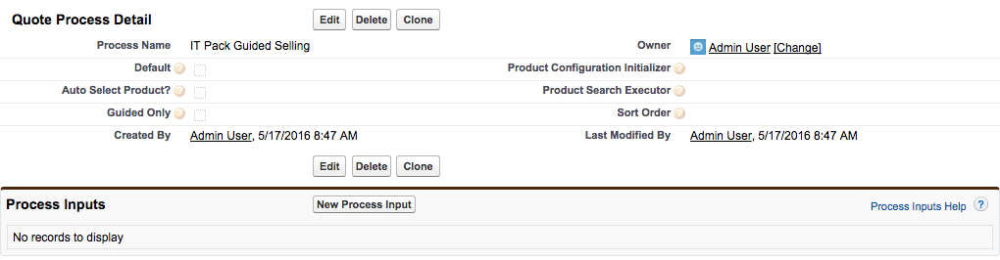 Quote Process Detail Edit Delete Clone
Process Name IT Pack Guided Selling Owner Admin User [Change]
Default ? Product Configuration Initializer ?
Auto Select Product? ? Product Search Executor ?
Guided Only ? Sort Order ?
Created By Admin User, 5/17/2016 8:47 AM Last Modified By Admin User, 5/17/2016 8:47 AM
Edit Delete Clone
Process Inputs New Process Input Process Inputs Help ?
No records to display